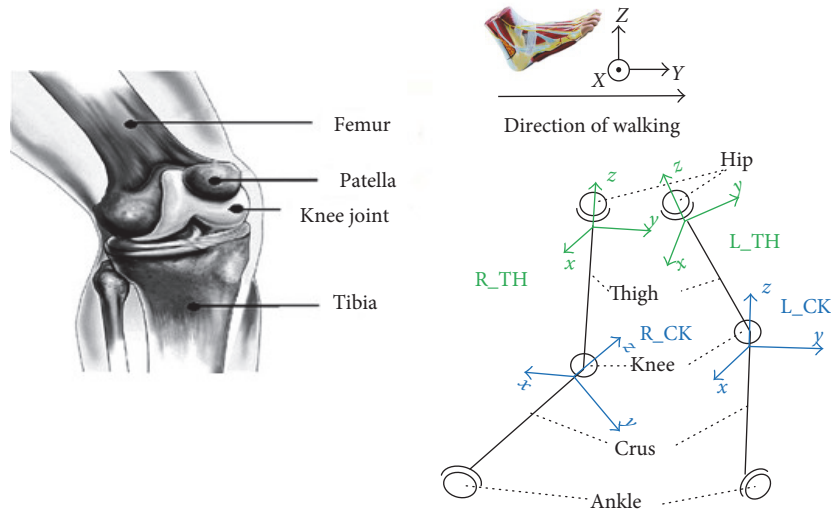 Femur
Patella
Knee joint
Tibia
Z
X
Y
Direction of walking
Hip
z
y
x
R_TH
z
y
x
L_TH
Thigh
z
y
x
L_CK
R_CK
z
x
y
Knee
Crus
Ankle